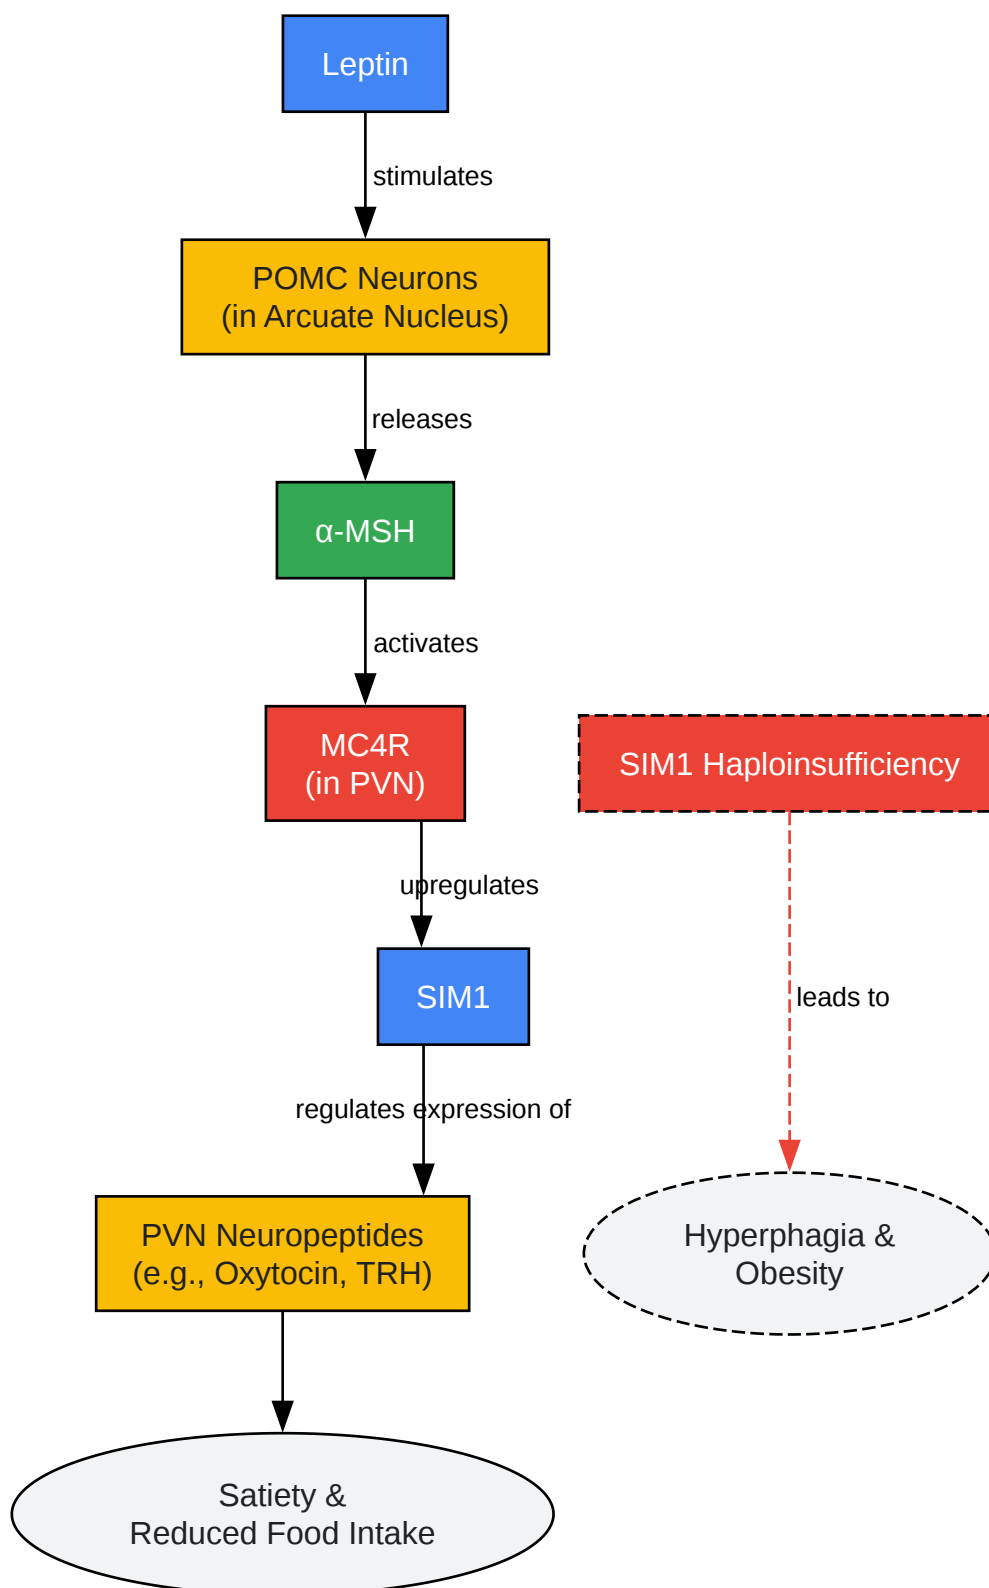 Leptin
stimulates
POMC Neurons
(in Arcuate Nucleus)
releases
α-MSH
activates
MC4R
(in PVN)
SIM1 Haploinsufficiency
upregulates
SIM1
leads to
regulates expression of
PVN Neuropeptides
(e.g., Oxytocin, TRH)
Hyperphagia &
Obesity
Satiety &
Reduced Food Intake